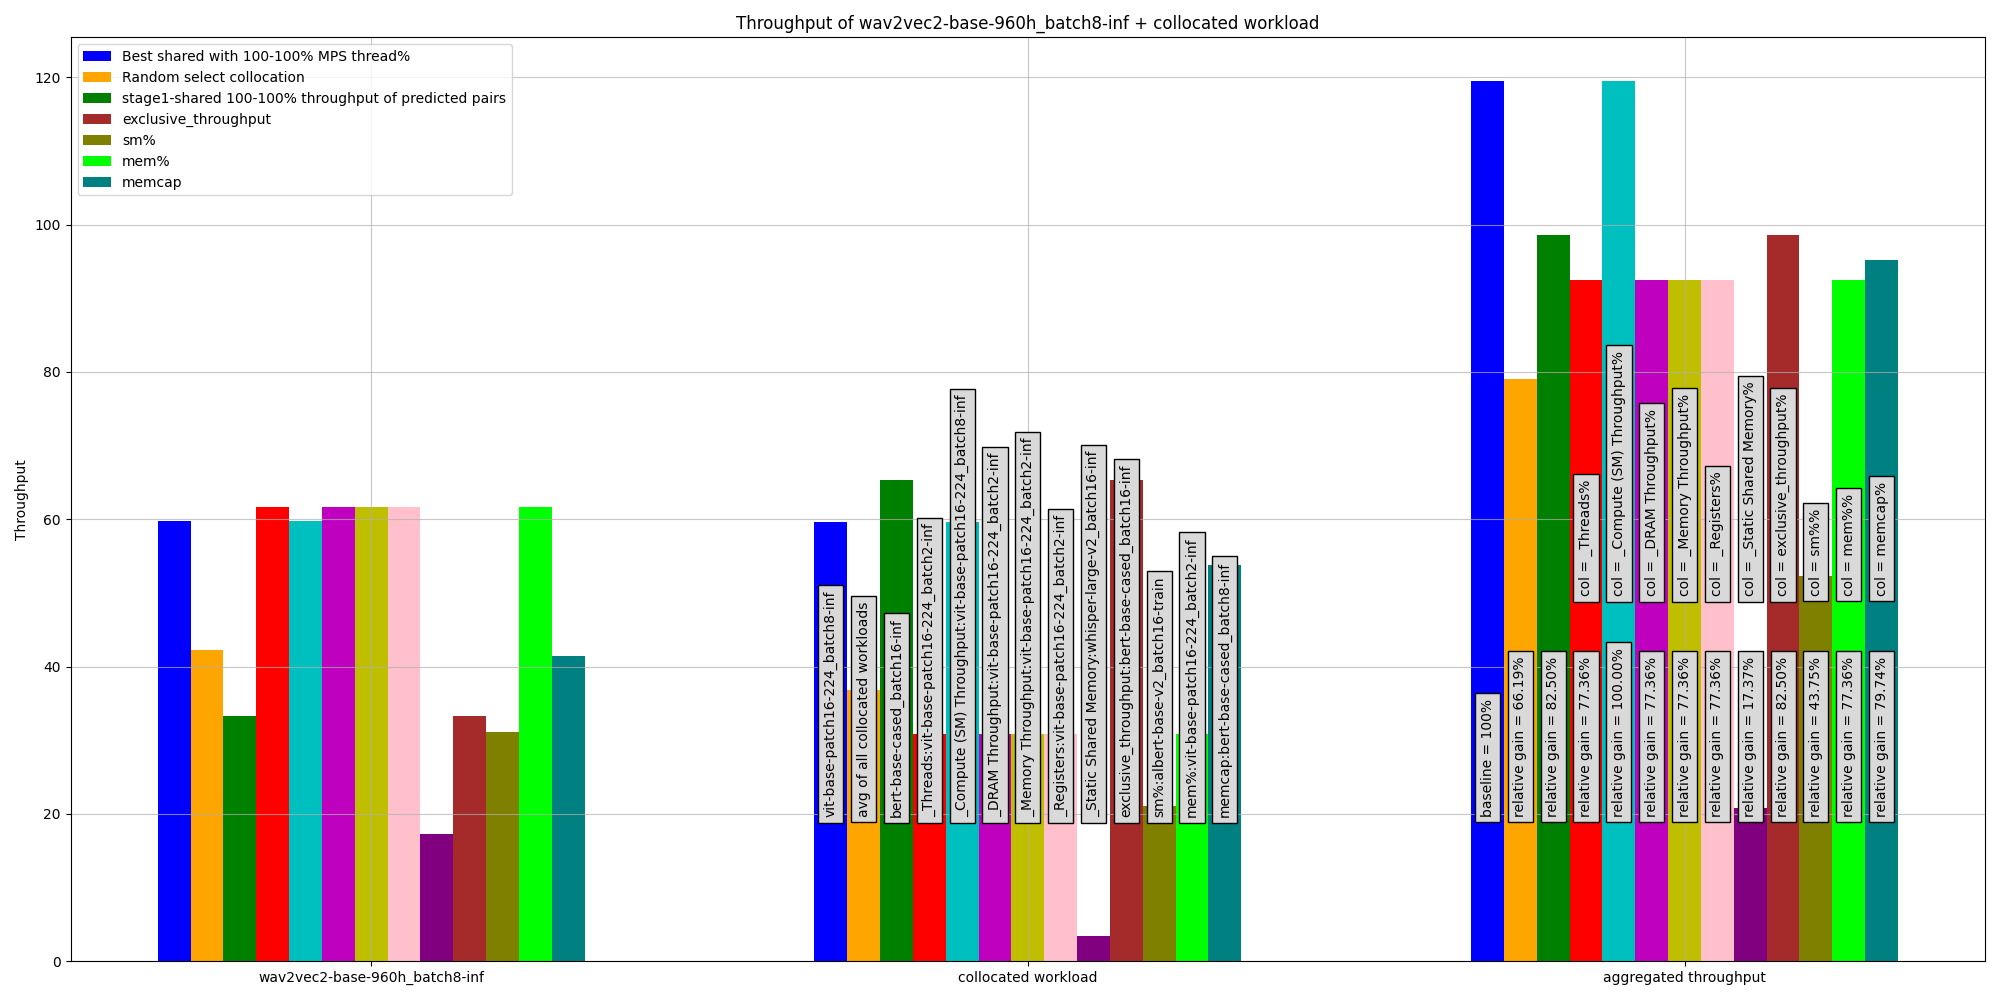 Throughput of wav2vec2-base-960h_batch8-inf + collocated workload
Best shared with 100-100% MPS thread%
Random select collocation
stage1-shared 100-100% throughput of predicted pairs
exclusive_throughput
sm%
mem%
memcap
Throughput
120
100
80
60
40
20
0
vit-base-patch16-224_batch8-inf
avg of all collocated workloads
bert-base-cased_batch16-inf
_Threads:vit-base-patch16-224_batch2-inf
_Compute (SM) Throughput:vit-base-patch16-224_batch8-inf
_DRAM Throughput:vit-base-patch16-224_batch2-inf
_Memory Throughput:vit-base-patch16-224_batch2-inf
_Registers:vit-base-patch16-224_batch2-inf
_Static Shared Memory:whisper-large-v2_batch16-inf
exclusive_throughput:bert-base-cased_batch16-inf
sm%:albert-base-v2_batch16-train
mem%:vit-base-patch16-224_batch2-inf
memcap:bert-base-cased_batch8-inf
col = _Threads%
col = _Compute (SM) Throughput%
col = _DRAM Throughput%
col = _Memory Throughput%
col = _Registers%
col = _Static Shared Memory%
col = exclusive_throughput%
col = sm%%
col = mem%%
col = memcap%
baseline = 100%
relative gain = 66.19%
relative gain = 82.50%
relative gain = 77.36%
relative gain = 100.00%
relative gain = 77.36%
relative gain = 77.36%
relative gain = 77.36%
relative gain = 17.37%
relative gain = 82.50%
relative gain = 43.75%
relative gain = 77.36%
relative gain = 79.74%
wav2vec2-base-960h_batch8-inf
collocated workload
aggregated throughput